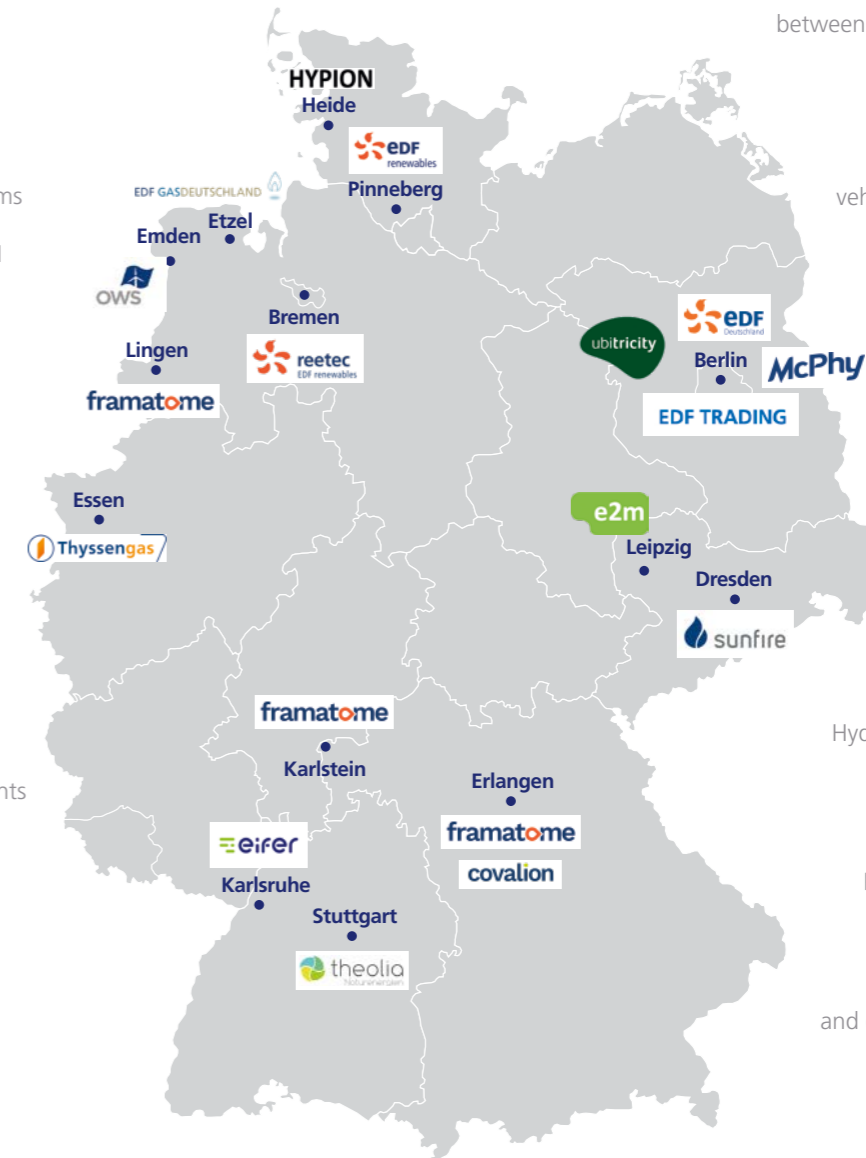 between
HYPION
Heide
edf
renewables
Pinneberg
ms
EDF GASDEUTSCHLAND
veh
Etzel
Emden
OWS
Bremen
reetec
EDF renewables
Lingen
framatome
ubitricity
edf
Deutschland
Berlin
McPhy
EDF TRADING
Essen
Thyssengas
e2m
Leipzig
Dresden
sunfire
framatome
Karlstein
Hyd
nts
Erlangen
framatome
covalion
eifer
Karlsruhe
Stuttgart
theolia
Naturenergien
and